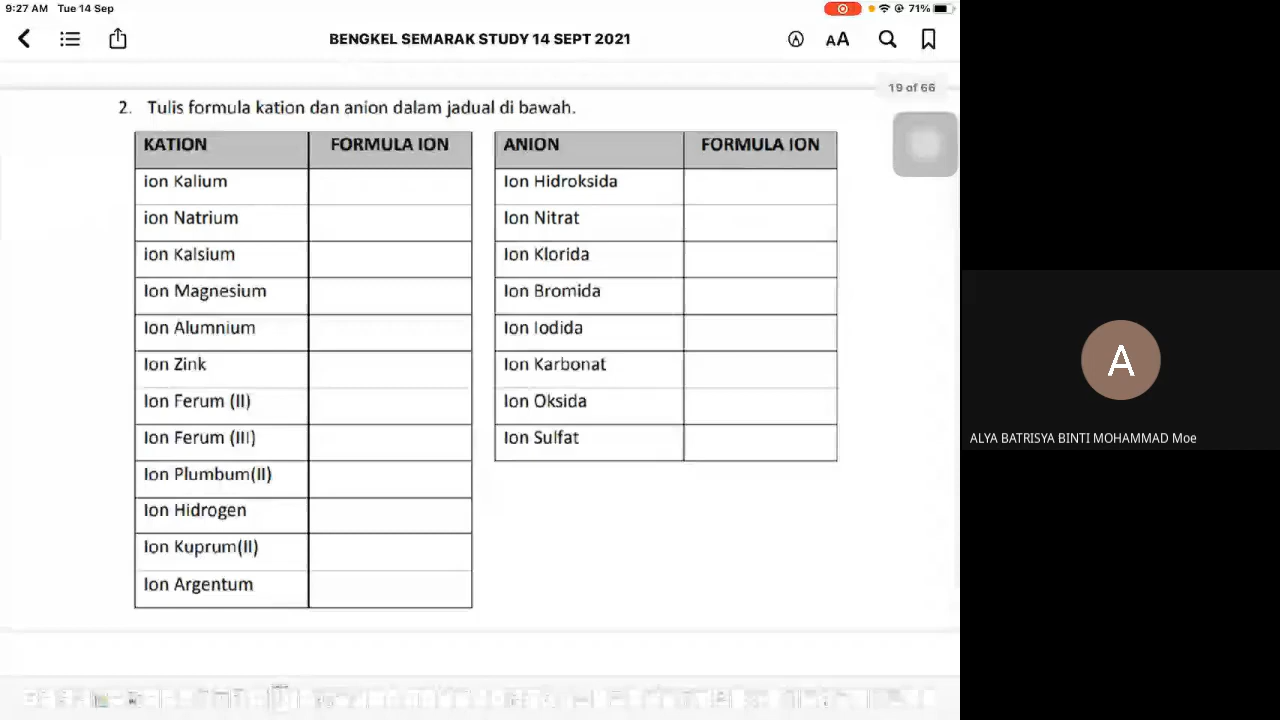 9:27 AM Tue 14 Sep
71%
BENGKEL SEMARAK STUDY 14 SEPT 2021
AA
19 of 66
2. Tulis formula kation dan anion dalam jadual di bawah.
KATION FORMULA ION
ion Kalium
ion Natrium
ion Kalsium
Ion Magnesium
Ion Alumnium
Ion Zink
Ion Ferum (II)
Ion Ferum (III)
Ion Plumbum(II)
Ion Hidrogen
Ion Kuprum(II)
Ion Argentum
ANION FORMULA ION
Ion Hidroksida
Ion Nitrat
Ion Klorida
Ion Bromida
Ion Iodida
Ion Karbonat
Ion Oksida
Ion Sulfat
A
ALYA BATRISYA BINTI MOHAMMAD Moe